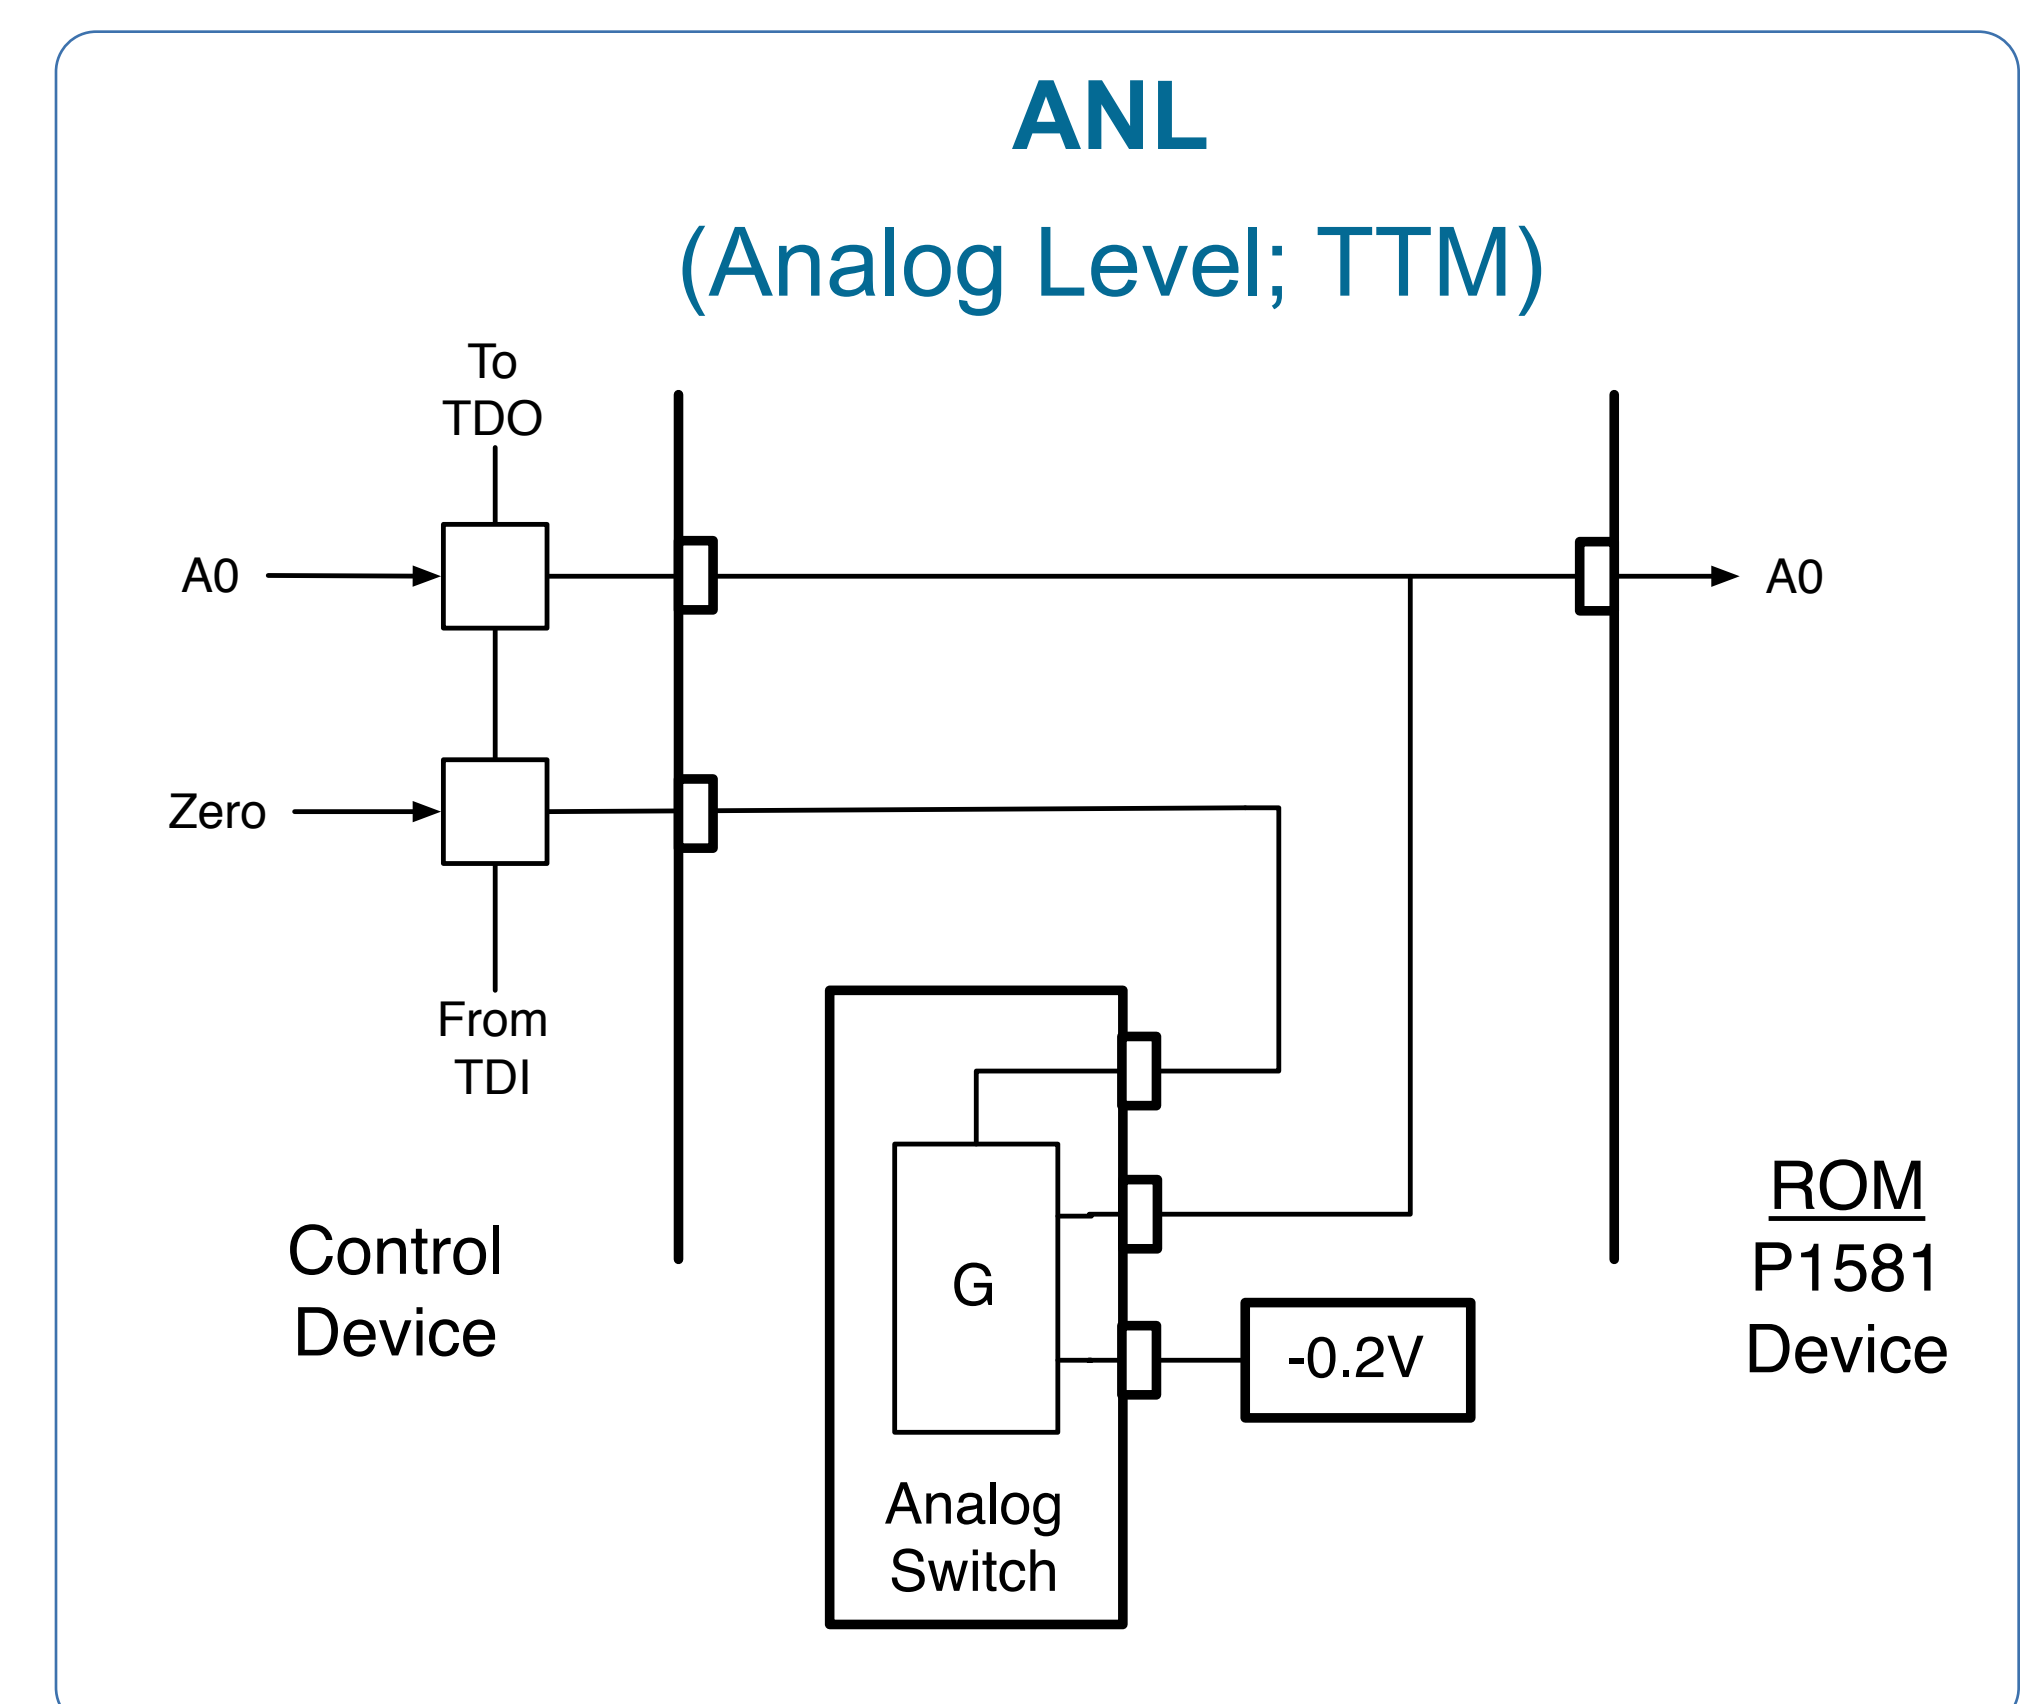 ANL
(Analog Level; TTM)
To
TDO
A0
A0
Zero
From
TDI
Control
Device
G
-0.2V
Analog
Switch
ROM
P1581
Device